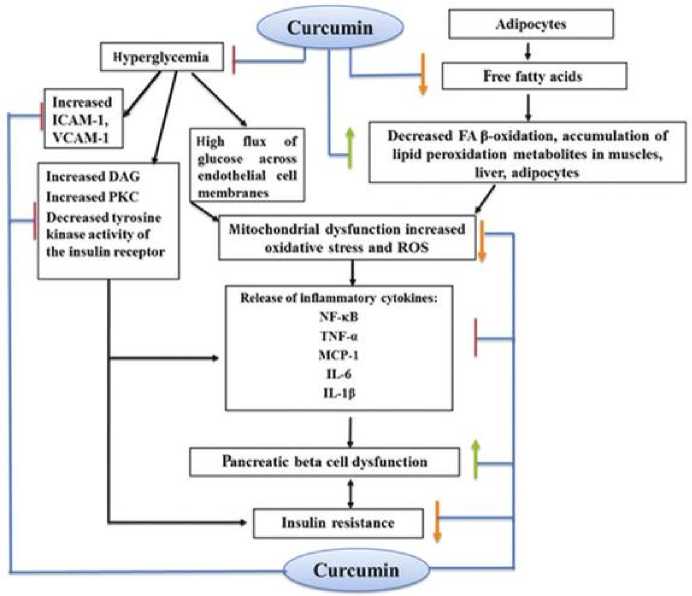 Curcumin
Adipocytes
Hyperglycemia
Free fatty acids
Increased
ICAM-1,
VCAM-1
High flux of
glucose across
endothelial cell
membranes
Decreased FA β-oxidation, accumulation of
lipid peroxidation metabolites in muscles,
liver, adipocytes
Increased DAG
Increased PKC
Decreased tyrosine
kinase activity of
the insulin receptor
Mitochondrial dysfunction increased
oxidative stress and ROS
Release of inflammatory cytokines:
NF-κB
TNF-α
MCP-1
IL-6
IL-1β
Pancreatic beta cell dysfunction
Insulin resistance
Curcumin